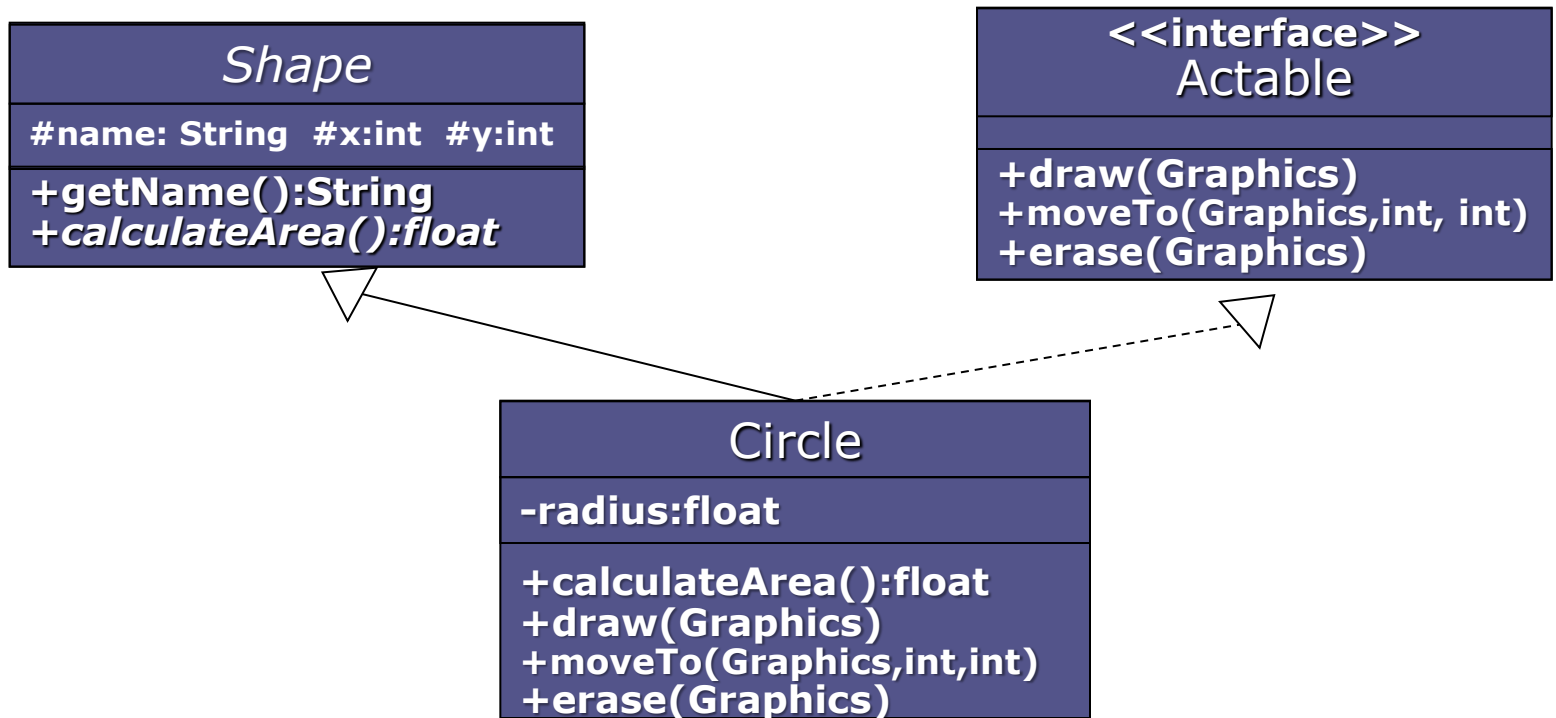 Shape
#name: String #x:int #y:int
+getName():String
+calculateArea():float
<<interface>>
Actable
+draw(Graphics)
+moveTo(Graphics,int, int)
+erase(Graphics)
Circle
-radius:float
+calculateArea():float
+draw(Graphics)
+moveTo(Graphics,int,int)
+erase(Graphics)